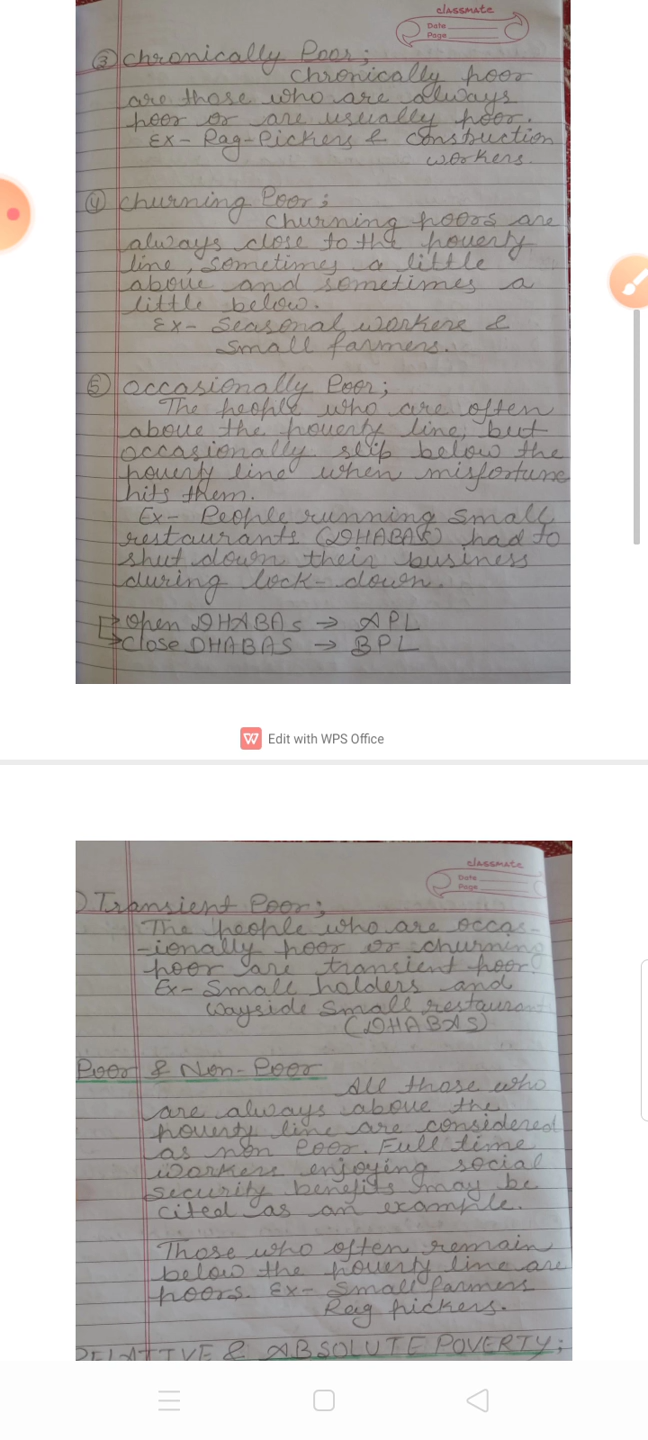 classmate
Date
Page
③ Chronically Poor;
Chronically poor
are those who are always
poor or are usually poor.
Ex- Rag-Pickers & Construction
workers.
④ Churning Poor;
Churning poors are
always close to the poverty
line, sometimes a little
above and sometimes a
little below.
Ex- Seasonal workers &
Small farmers.
⑤ Occasionally Poor;
The people who are often
above the poverty line, but
occasionally slip below the
poverty line when misfortune
hits them.
Ex- People running small
restaurants (DHABAS) had to
shut down their business
during lock-down.
Open DHABAs → APL
Close DHABAS → BPL
Edit with WPS Office
classmate
Date
Page
) Transient Poor;
The people who are occas-
-ionally poor or churning
poor are transient poor.
Ex- Small holders and
wayside small restauran
(DHABAS)
Poor & Non-Poor
All those who
are always above the
poverty line are considered
as non Poor. Full time
workers enjoying social
security benefits may be
cited as an example.
Those who often remain
below the poverty line are
poors. Ex- Small farmers
Rag pickers.
RELATIVE & ABSOLUTE POVERTY;